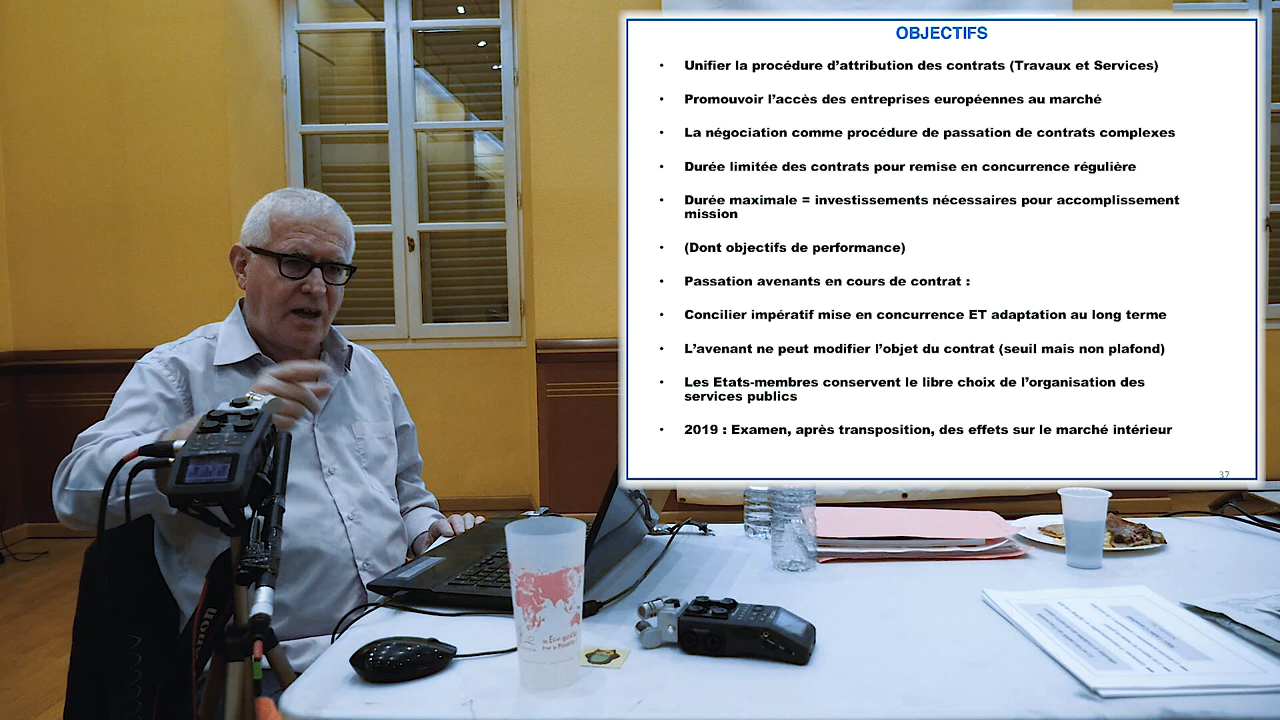 OBJECTIFS
• Unifier la procédure d’attribution des contrats (Travaux et Services)
• Promouvoir l’accès des entreprises européennes au marché
• La négociation comme procédure de passation de contrats complexes
• Durée limitée des contrats pour remise en concurrence régulière
• Durée maximale = investissements nécessaires pour accomplissement
mission
• (Dont objectifs de performance)
• Passation avenants en cours de contrat :
• Concilier impératif mise en concurrence ET adaptation au long terme
• L’avenant ne peut modifier l’objet du contrat (seuil mais non plafond)
• Les Etats-membres conservent le libre choix de l’organisation des
services publics
• 2019 : Examen, après transposition, des effets sur le marché intérieur
37